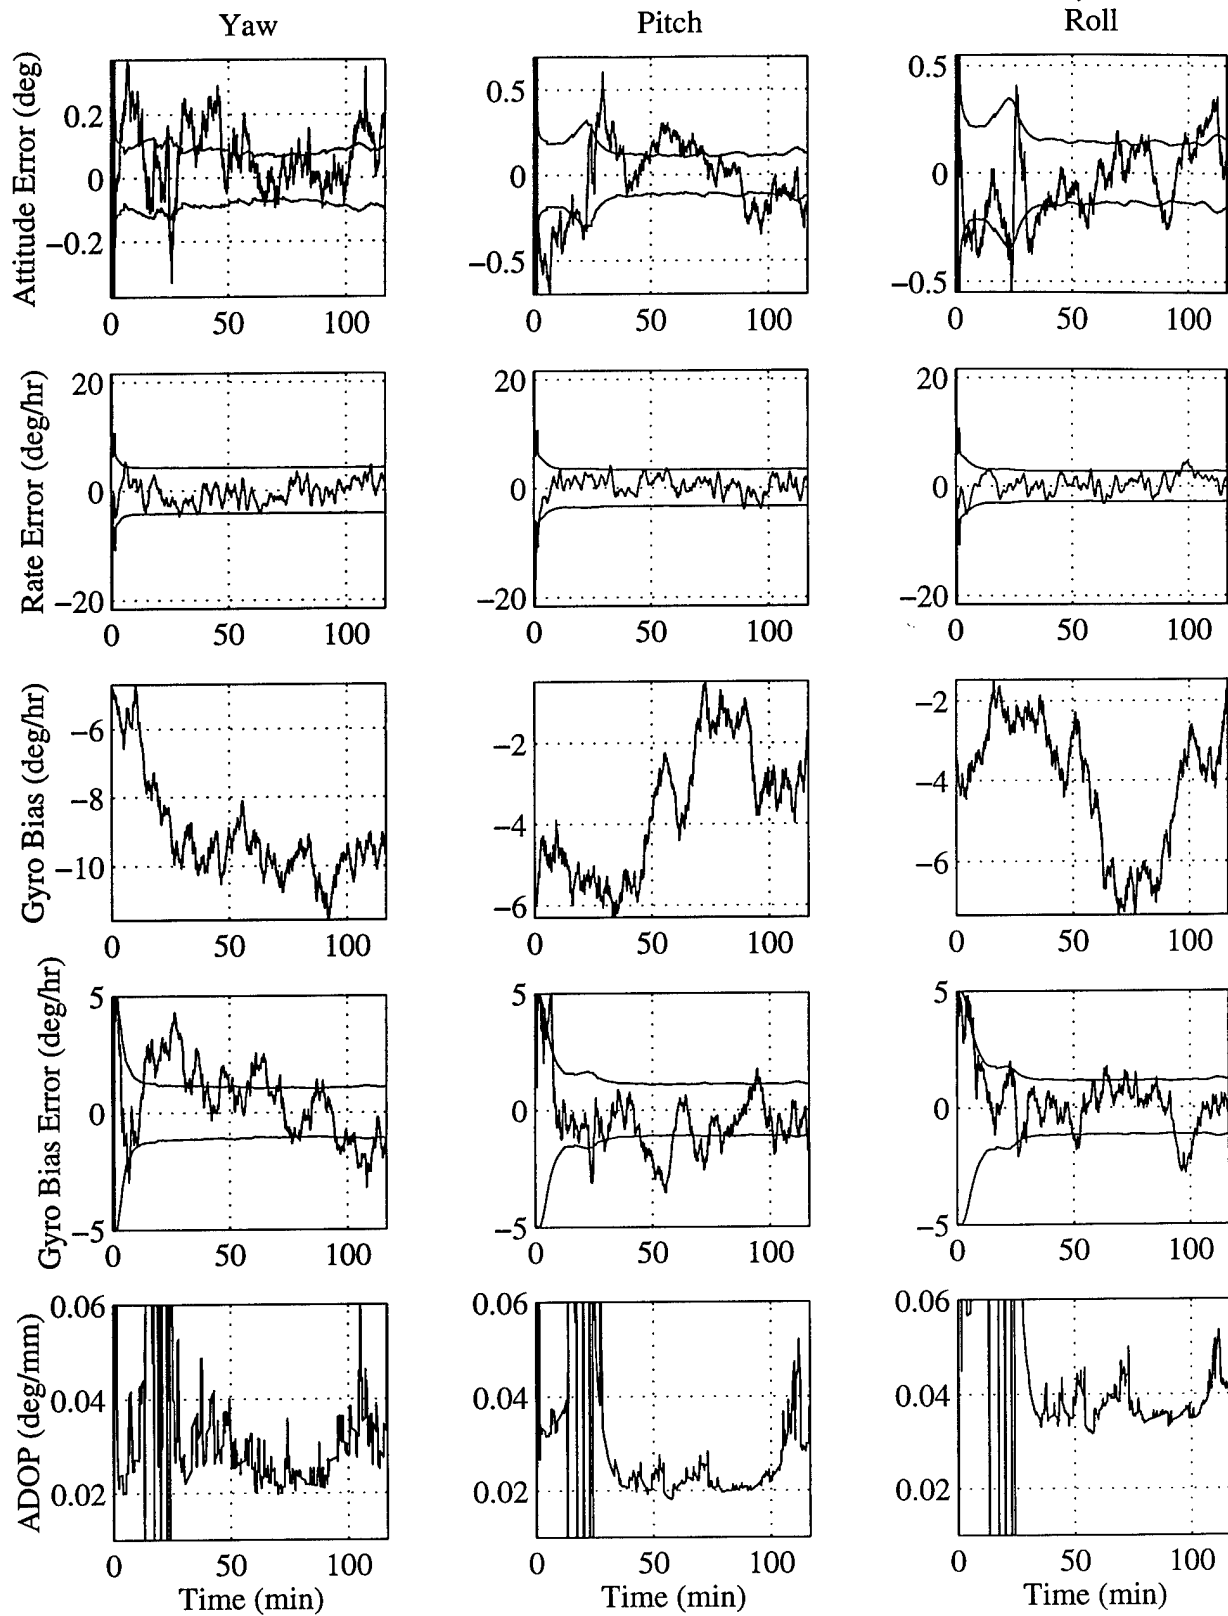 Yaw
Pitch
Roll
Attitude Error (deg)
0.2
0
−0.2
0 50 100
0.5
0
−0.5
0 50 100
0.5
0
−0.5
0 50 100
Rate Error (deg/hr)
20
0
−20
0 50 100
20
0
−20
0 50 100
20
0
−20
0 50 100
Gyro Bias (deg/hr)
−6
−8
−10
0 50 100
−2
−4
−6
0 50 100
−2
−4
−6
0 50 100
Gyro Bias Error (deg/hr)
5
0
−5
0 50 100
5
0
−5
0 50 100
5
0
−5
0 50 100
ADOP (deg/mm)
0.06
0.04
0.02
0 50 100
Time (min)
0.06
0.04
0.02
0 50 100
Time (min)
0.06
0.04
0.02
0 50 100
Time (min)